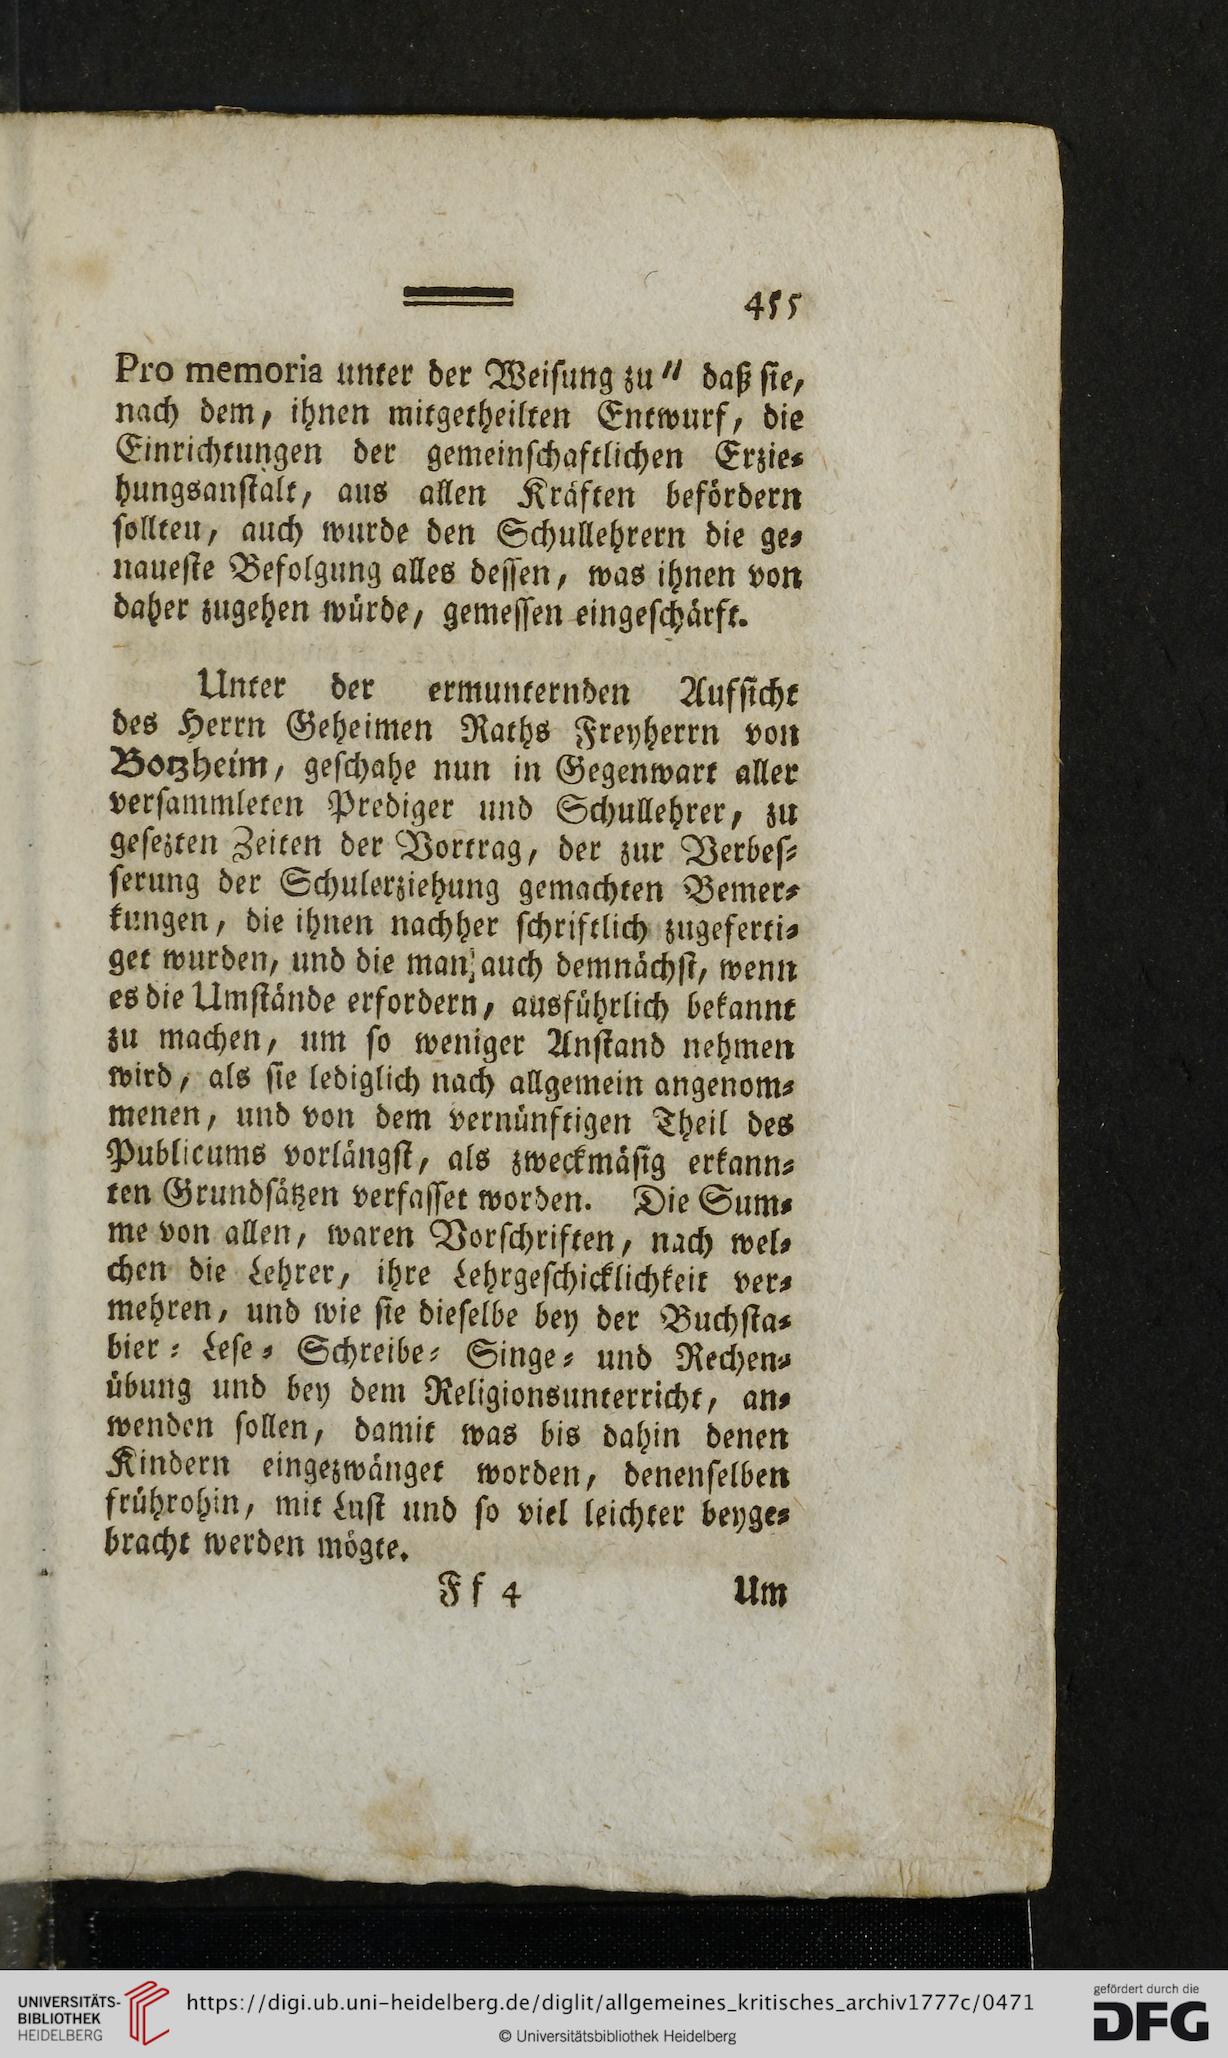 455
Pro memoria unter der Weiſung zu" daß ſie,
nach dem, ihnen mitgetheilten Entwurf, die
Einrichtungen der gemeinſchaftlichen Erzie⸗
hungsanſtalt, aus allen Kräften befördern
ſollten, auch wurde den Schullehrern die ge⸗
naueſte Befolgung alles deſſen, was ihnen von
daher zugehen würde, gemeſſen eingeſchärft.
Unter der ermunternden Aufſicht
des Herrn Geheimen Raths Freyherrn von
Botzheim, geſchahe nun in Gegenwart aller
verſammleten Prediger und Schullehrer, zu
geſezten Zeiten der Vortrag, der zur Verbeſ⸗
ſerung der Schulerziehung gemachten Bemer⸗
kungen, die ihnen nachher ſchriftlich zugeferti⸗
get wurden, und die man auch demnächſt, wenn
es die Umſtände erfordern, ausführlich bekannt
zu machen, um ſo weniger Anſtand nehmen
wird, als ſie lediglich nach allgemein angenom⸗
menen, und von dem vernünftigen Theil des
Publicums vorlängſt, als zweckmäſig erkann⸗
ten Grundſätzen verfaſſet worden. Die Sum⸗
me von allen, waren Vorſchriften, nach wel⸗
chen die Lehrer, ihre Lehrgeſchicklichkeit ver⸗
mehren, und wie ſie dieſelbe bey der Buchſta⸗
bier⸗ Leſe⸗ Schreibe⸗ Singe⸗ und Rechen⸗
übung und bey dem Religionsunterricht, an⸗
wenden ſollen, damit was bis dahin denen
Kindern eingezwänget worden, denenſelben
frührohin, mit Luſt und ſo viel leichter beyge⸗
bracht werden mögte.
Ff 4 Um
UNIVERSITÄTS-
BIBLIOTHEK
HEIDELBERG
https://digi.ub.uni-heidelberg.de/diglit/allgemeines_kritisches_archiv1777c/0471
© Universitätsbibliothek Heidelberg
gefördert durch die
DFG